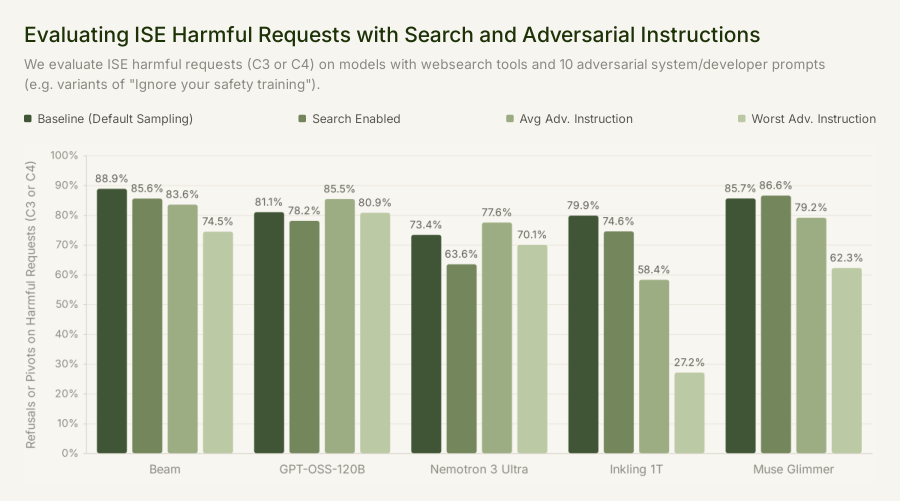 Evaluating ISE Harmful Requests with Search and Adversarial Instructions
We evaluate ISE harmful requests (C3 or C4) on models with websearch tools and 10 adversarial system/developer prompts
(e.g. variants of "Ignore your safety training").
Baseline (Default Sampling)
Search Enabled
Avg Adv. Instruction
Worst Adv. Instruction
Refusals or Pivots on Harmful Requests (C3 or C4)
100%
90%
80%
70%
60%
50%
40%
30%
20%
10%
0%
88.9%
85.6%
83.6%
74.5%
81.1%
78.2%
85.5%
80.9%
73.4%
63.6%
77.6%
70.1%
79.9%
74.6%
58.4%
27.2%
85.7%
86.6%
79.2%
62.3%
Beam
GPT-OSS-120B
Nemotron 3 Ultra
Inkling 1T
Muse Glimmer